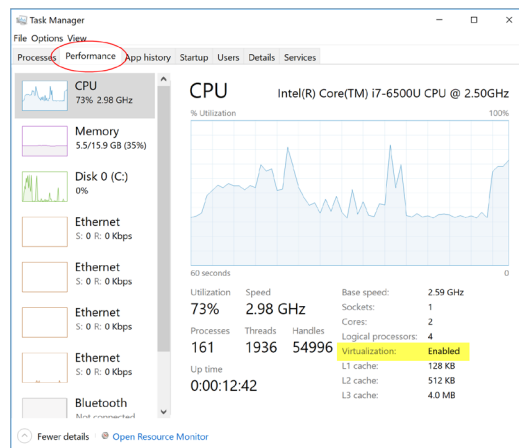 Task Manager
File Options View
Processes Performance App history Startup Users Details Services
CPU
73% 2.98 GHz
Memory
5.5/15.9 GB (35%)
Disk 0 (C:)
0%
Ethernet
S: 0 R: 0 Kbps
Ethernet
S: 0 R: 0 Kbps
Ethernet
S: 0 R: 0 Kbps
Ethernet
S: 0 R: 0 Kbps
Bluetooth
Not connected
CPU Intel(R) Core(TM) i7-6500U CPU @ 2.50GHz
% Utilization 100%
60 seconds 0
Utilization Speed
73% 2.98 GHz
Processes Threads Handles
161 1936 54996
Up time
0:00:12:42
Base speed: 2.59 GHz
Sockets: 1
Cores: 2
Logical processors: 4
Virtualization: Enabled
L1 cache: 128 KB
L2 cache: 512 KB
L3 cache: 4.0 MB
Fewer details Open Resource Monitor